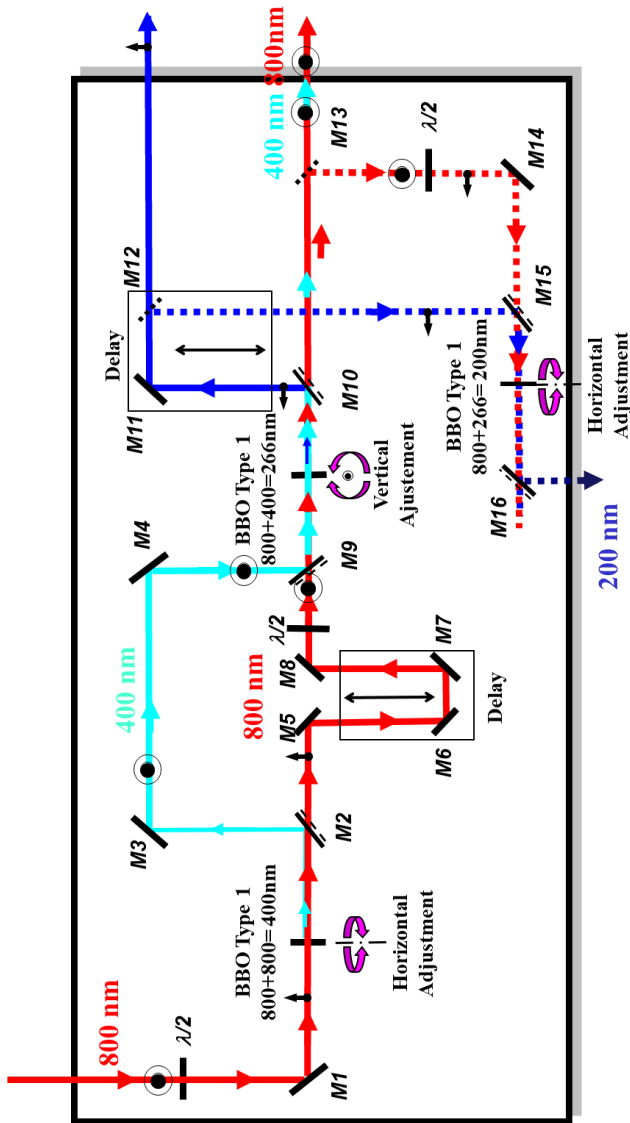 800 nm
400 nm
Delay
M3
M4
M11
M12
λ/2
BBO Type 1
800+800=400nm
BBO Type 1
800+400=266nm
800 nm
M5
M8
λ/2
400 nm
800nm
M1
M2
M9
M10
M13
Horizontal
Adjustment
Vertical
Ajustement
λ/2
M6
M7
BBO Type 1
800+266=200nm
Delay
M16
M15
M14
Horizontal
Adjustment
200 nm